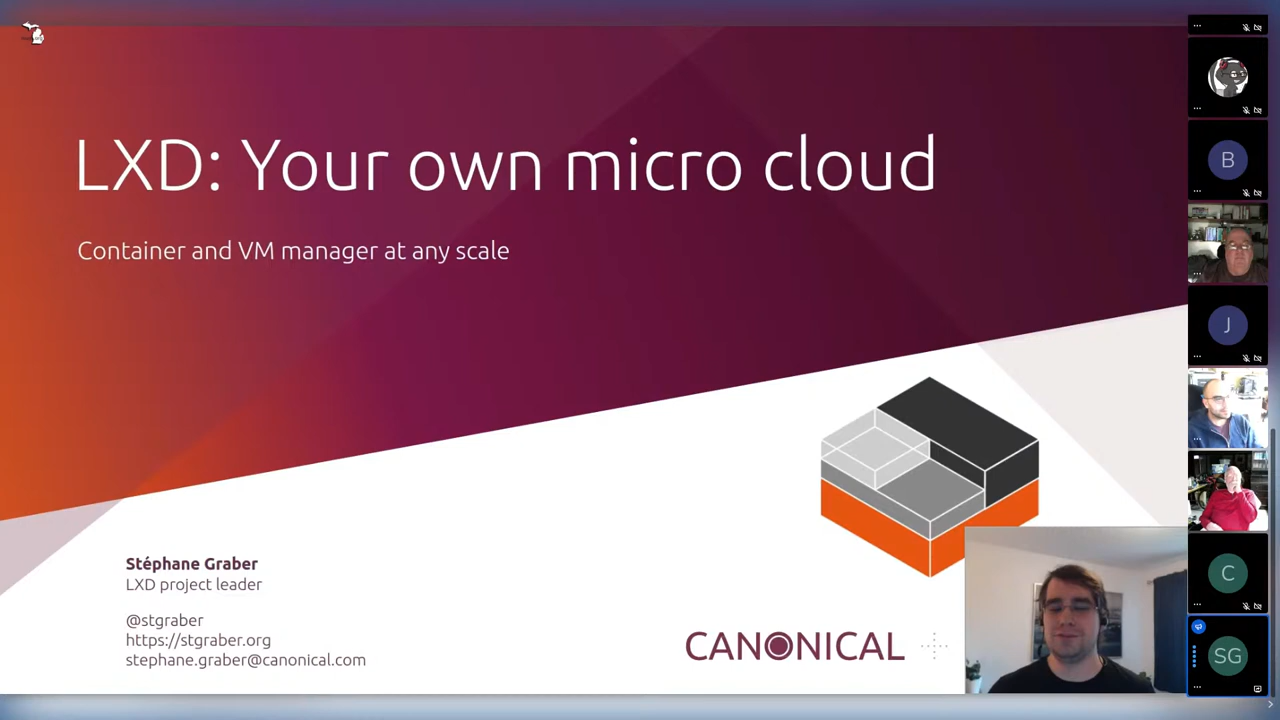 LXD: Your own micro cloud
Container and VM manager at any scale
Stéphane Graber
LXD project leader
@stgraber
https://stgraber.org
stephane.graber@canonical.com
CANONICAL
B
J
C
SG